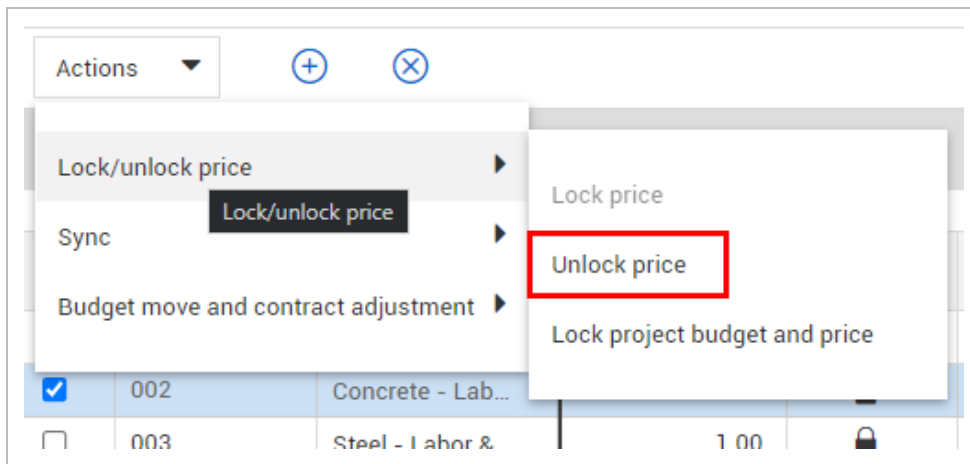 Actions
Lock/unlock price
Lock/unlock price
Sync
Budget move and contract adjustment
Lock price
Unlock price
Lock project budget and price
002 Concrete - Lab...
003 Steel - Labor & 1.00